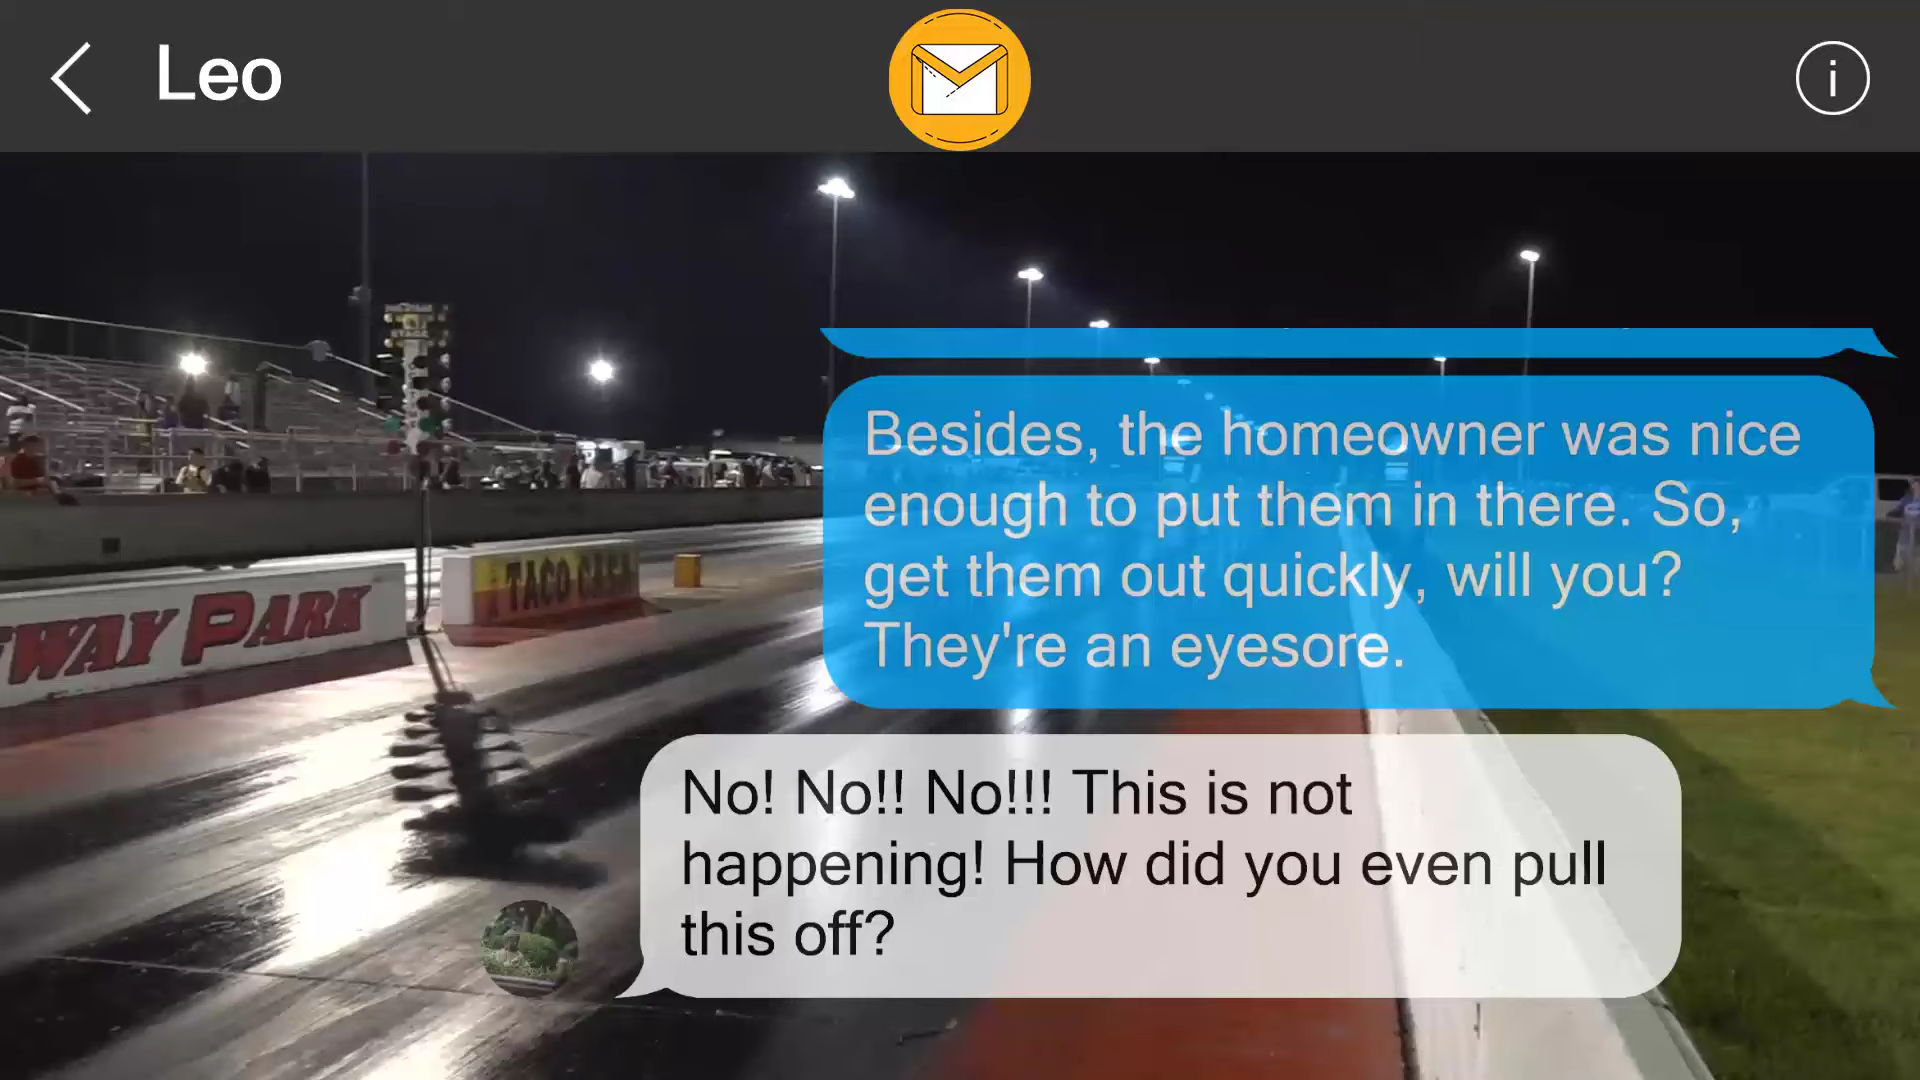 Leo
Besides, the homeowner was nice
enough to put them in there. So,
get them out quickly, will you?
They're an eyesore.
WAY PARK
TACO
No! No!! No!!! This is not
happening! How did you even pull
this off?